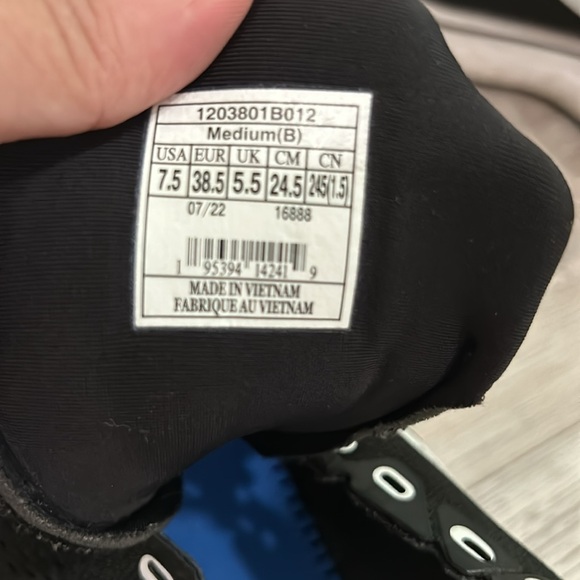 1203801B012
Medium(B)
USA EUR UK CM CN
7.5 38.5 5.5 24.5 245(1.5)
07/22 16888
1 95394 14241 9
MADE IN VIETNAM
FABRIQUE AU VIETNAM